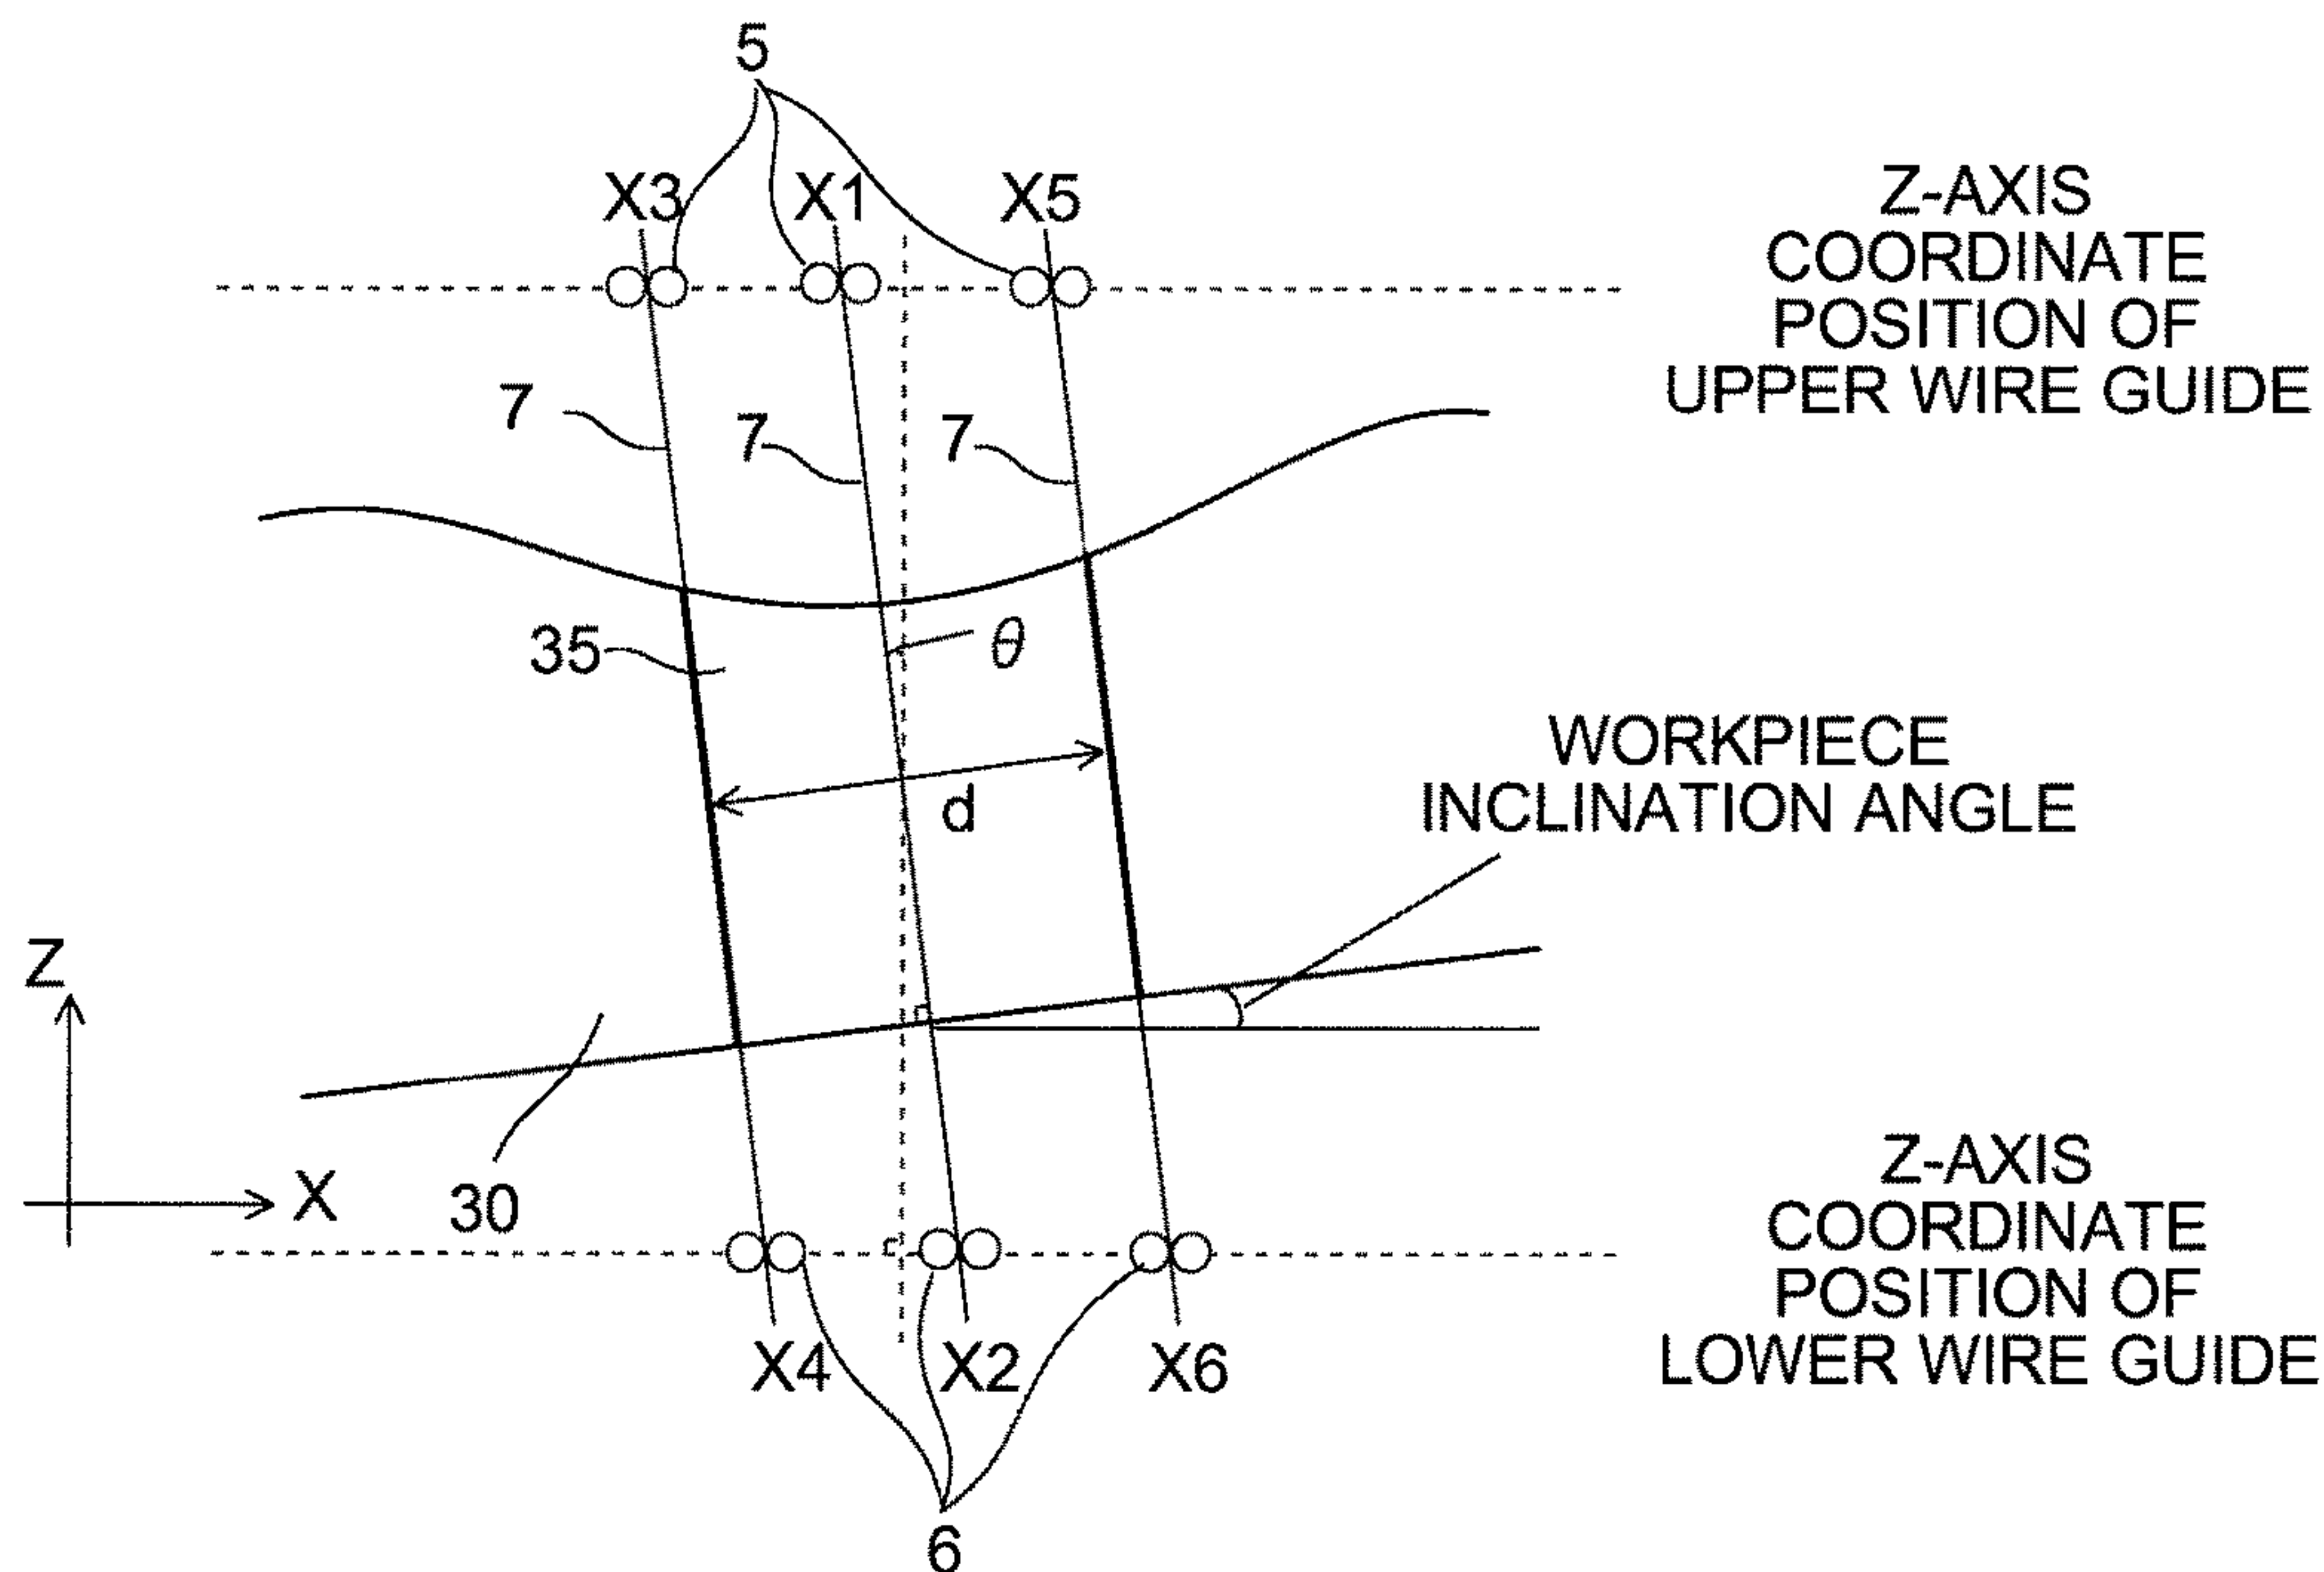 5
X3
X1
X5
Z-AXIS
COORDINATE
POSITION OF
UPPER WIRE GUIDE
7
7
7
35
θ
WORKPIECE
INCLINATION ANGLE
d
Z
X
30
Z-AXIS
COORDINATE
POSITION OF
LOWER WIRE GUIDE
X4
X2
X6
6